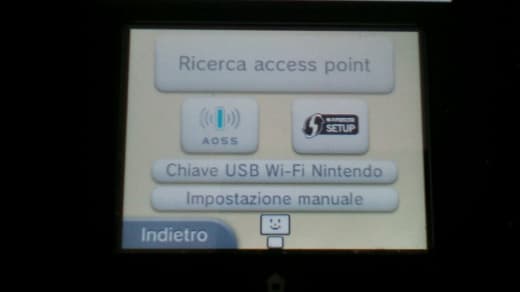 Ricerca access point
AOSS
SETUP
Chiave USB Wi-Fi Nintendo
Impostazione manuale
Indietro